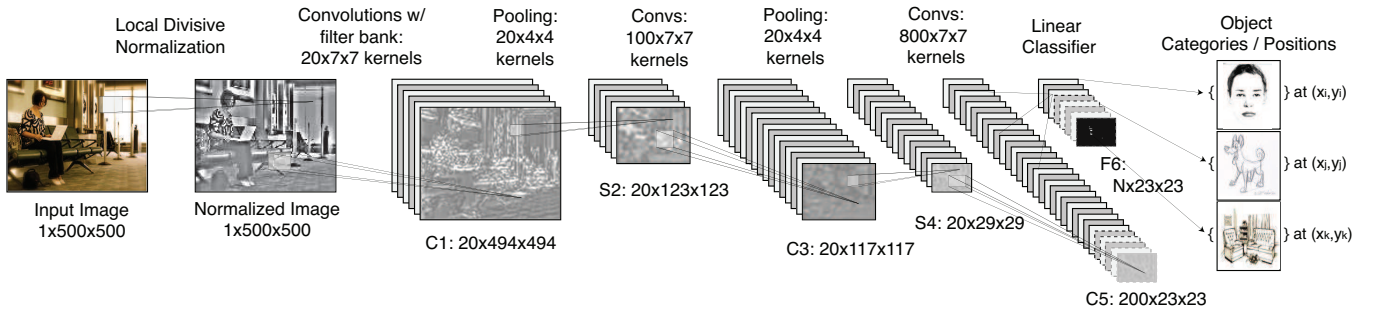 Local Divisive
Normalization
Convolutions w/
filter bank:
20x7x7 kernels
Pooling:
20x4x4
kernels
Convs:
100x7x7
kernels
Pooling:
20x4x4
kernels
Convs:
800x7x7
kernels
Linear
Classifier
Object
Categories / Positions
{ } at (xi,yi)
{ } at (xj,yj)
{ } at (xk,yk)
Input Image
1x500x500
Normalized Image
1x500x500
C1: 20x494x494
S2: 20x123x123
C3: 20x117x117
S4: 20x29x29
C5: 200x23x23
F6:
Nx23x23